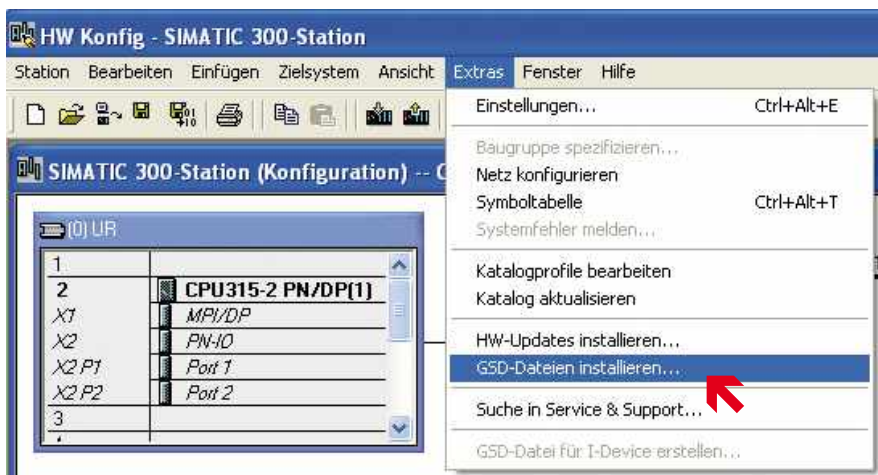 HW Konfig - SIMATIC 300-Station
Station Bearbeiten Einfügen Zielsystem Ansicht Extras Fenster Hilfe
Einstellungen... Ctrl+Alt+E
Baugruppe spezifizieren...
Netz konfigurieren
Symboltabelle Ctrl+Alt+T
Systemfehler melden...
Katalogprofile bearbeiten
Katalog aktualisieren
HW-Updates installieren...
GSD-Dateien installieren...
Suche in Service & Support...
GSD-Datei für I-Device erstellen...
SIMATIC 300-Station (Konfiguration) --
(0) UR
1
2 CPU315-2 PN/DP(1)
X1 MPI/DP
X2 PN-IO
X2 P1 Port 1
X2 P2 Port 2
3